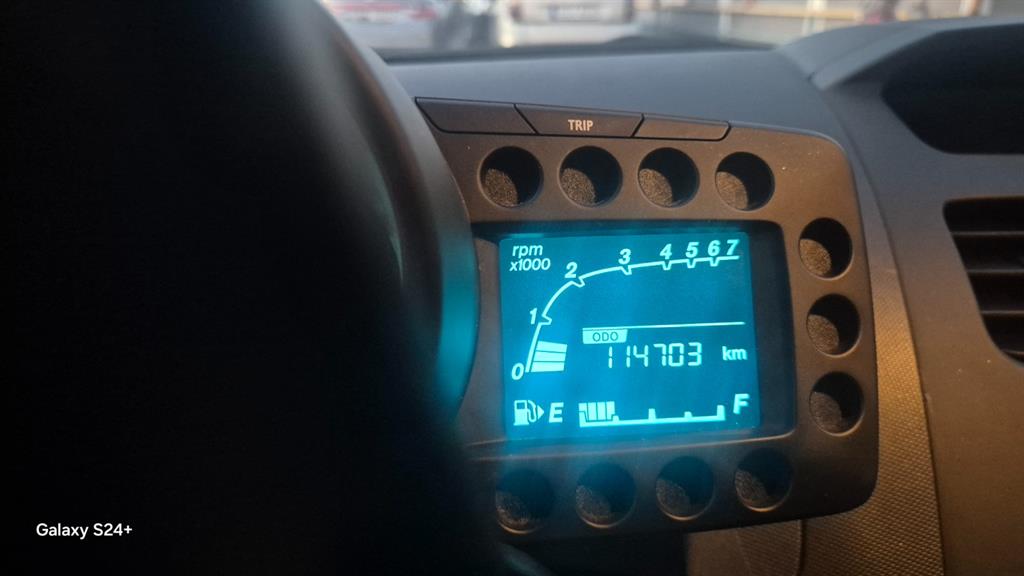 TRIP
rpm
x1000
0 1 2 3 4 5 6 7
ODO
114703 km
E F
Galaxy S24+